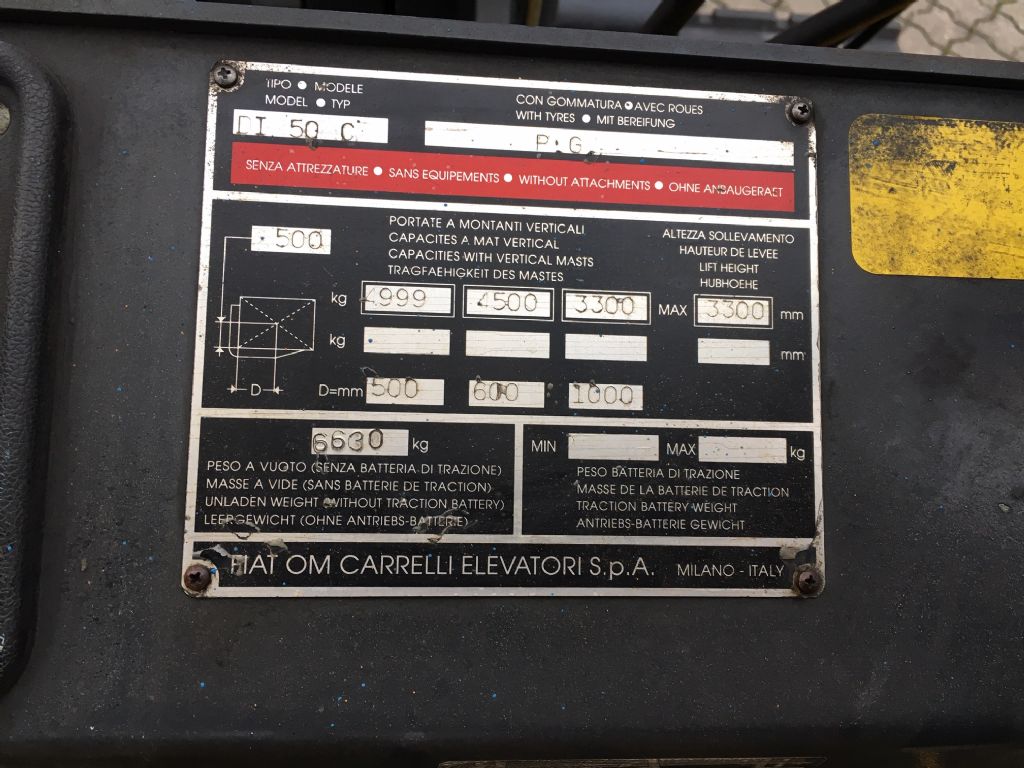 TIPO ● MODELE
MODEL ● TYP
DI 50 C
CON GOMMATURA ● AVEC ROUES
WITH TYRES ● MIT BEREIFUNG
P.G.
SENZA ATTREZZATURE ● SANS EQUIPEMENTS ● WITHOUT ATTACHMENTS ● OHNE ANBAUGERAET
500
PORTATE A MONTANTI VERTICALI
CAPACITES A MAT VERTICAL
CAPACITIES WITH VERTICAL MASTS
TRAGFAEHIGKEIT DES MASTES
ALTEZZA SOLLEVAMENTO
HAUTEUR DE LEVEE
LIFT HEIGHT
HUBHOEHE
kg 4999 4500 3300 MAX 3300 mm
kg mm
D D=mm 500 600 1000
6630 kg
PESO A VUOTO (SENZA BATTERIA DI TRAZIONE)
MASSE A VIDE (SANS BATTERIE DE TRACTION)
UNLADEN WEIGHT (WITHOUT TRACTION BATTERY)
LEERGEWICHT (OHNE ANTRIEBS-BATTERIE)
MIN MAX kg
PESO BATTERIA DI TRAZIONE
MASSE DE LA BATTERIE DE TRACTION
TRACTION BATTERY WEIGHT
ANTRIEBS-BATTERIE GEWICHT
FIAT OM CARRELLI ELEVATORI S.p.A. MILANO - ITALY